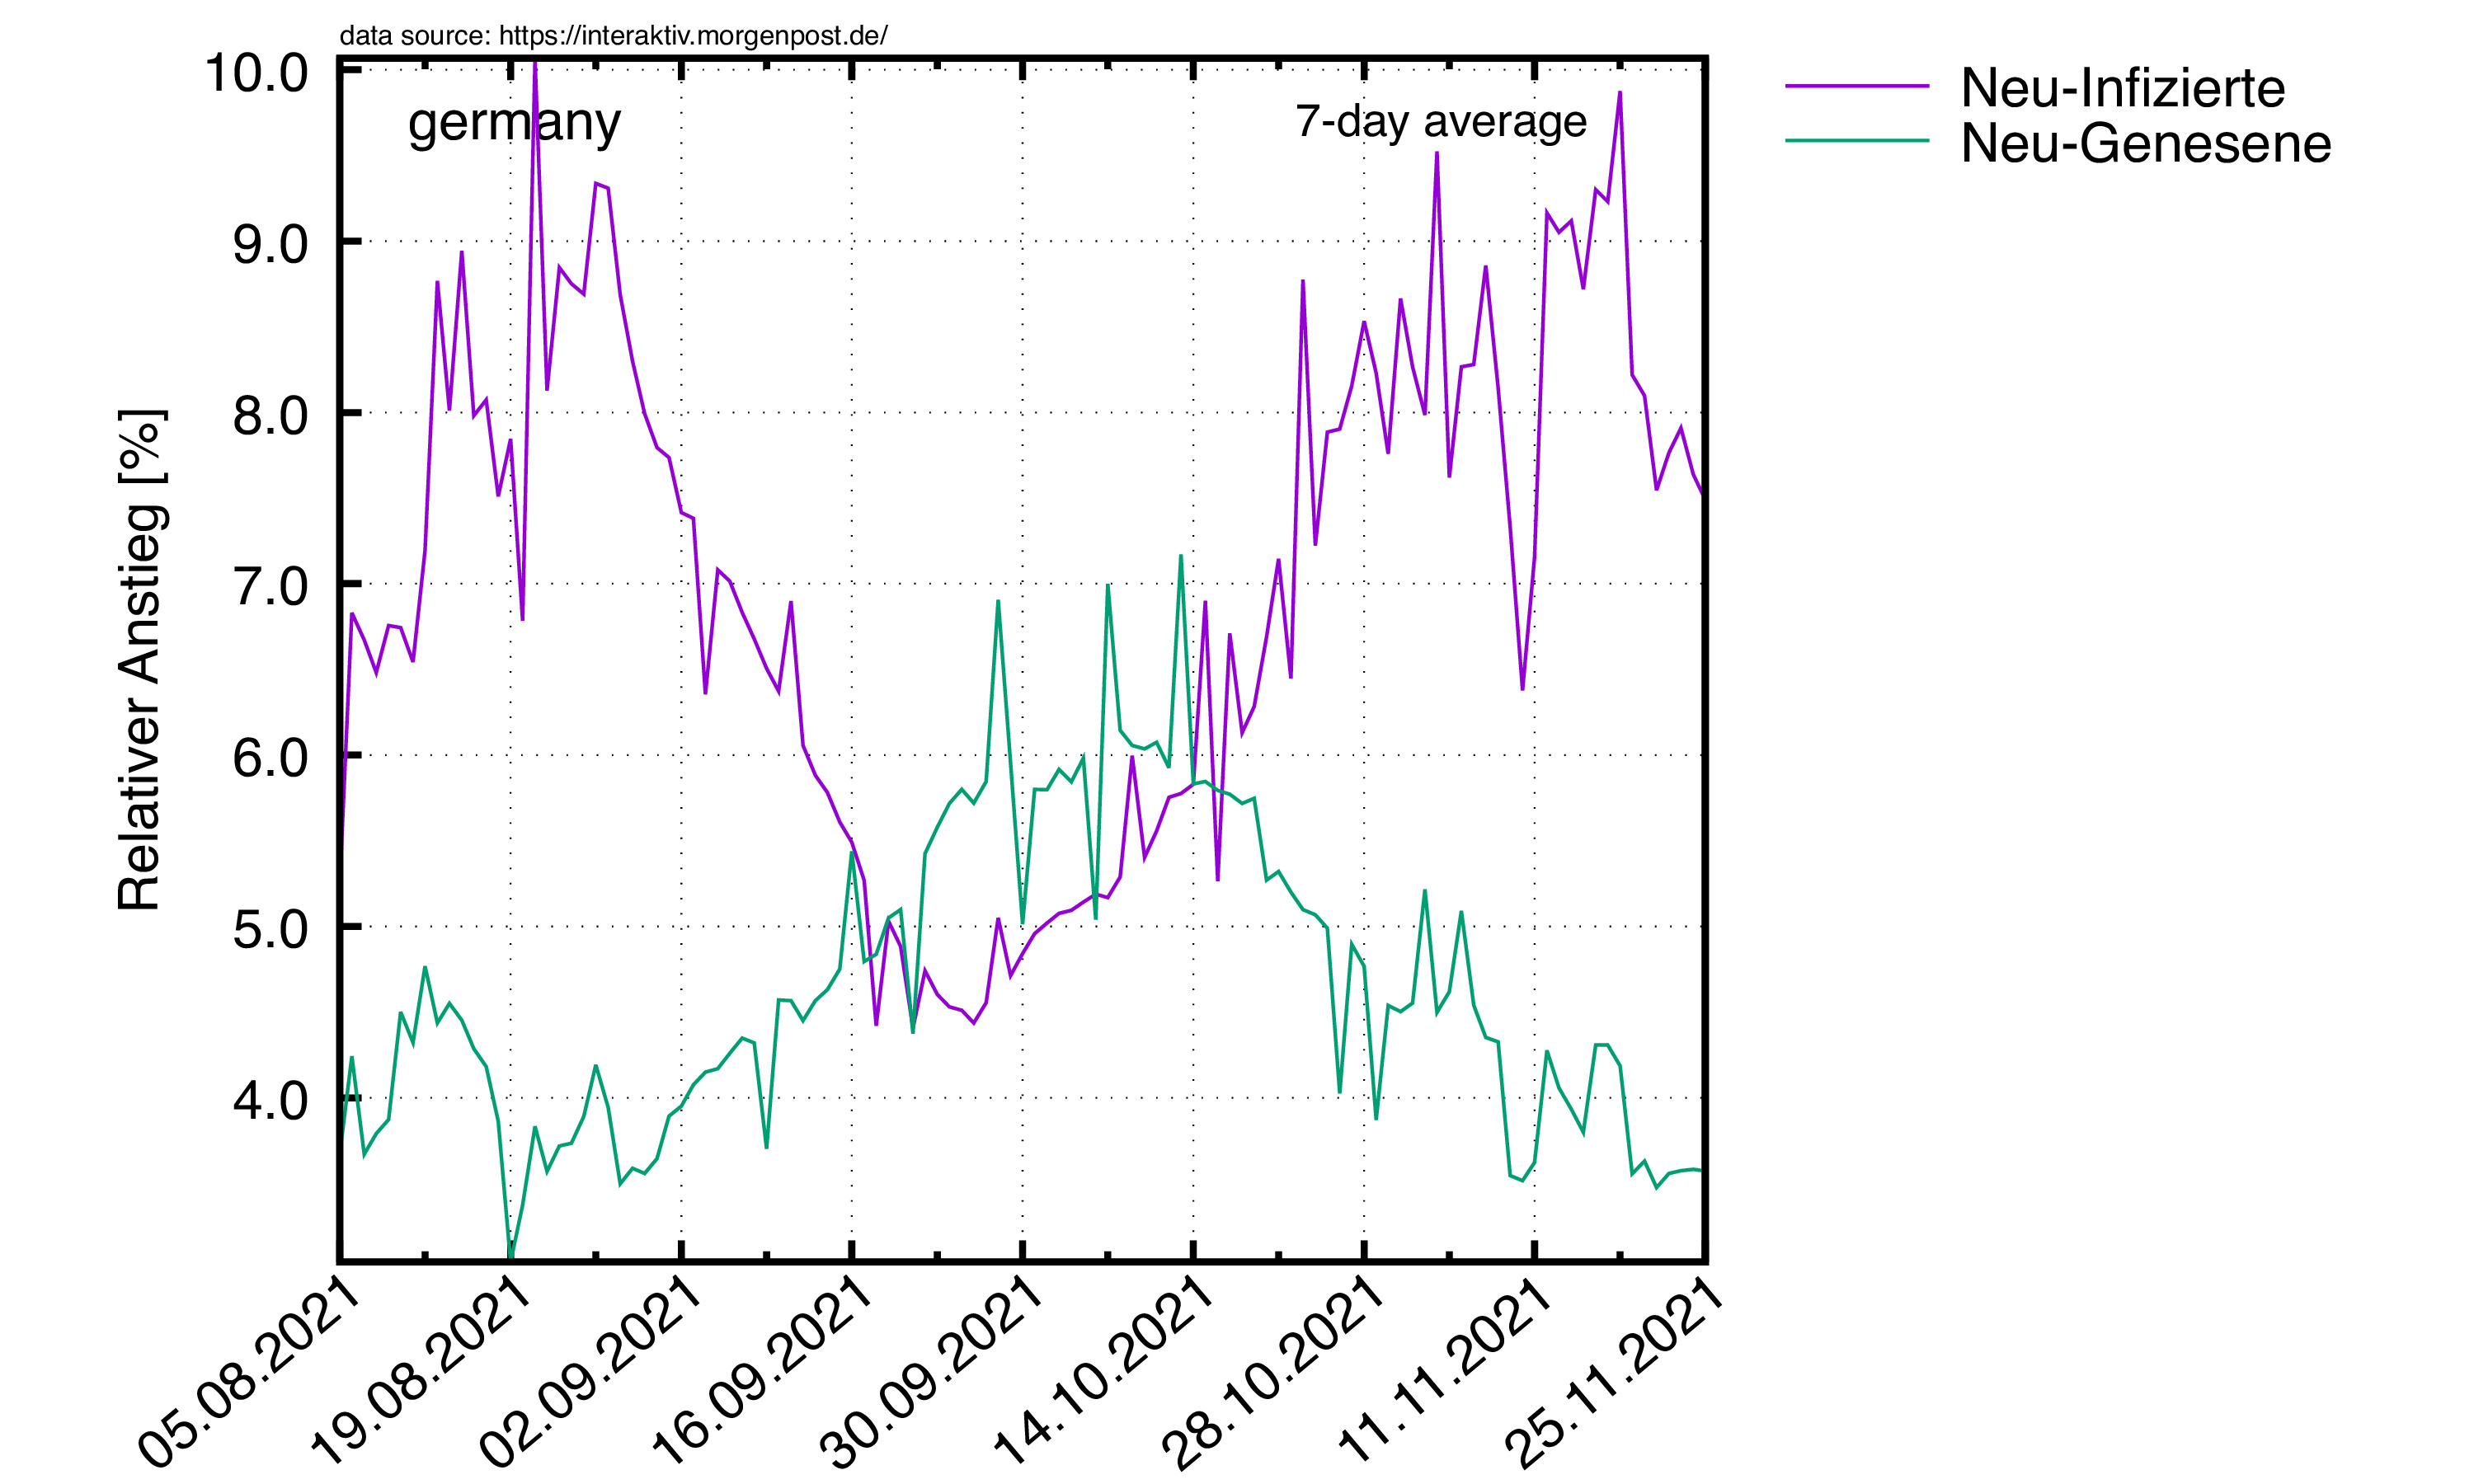 data source: https://interaktiv.morgenpost.de/
germany
7-day average
Neu-Infizierte
Neu-Genesene
Relativer Anstieg [%]
10.0
9.0
8.0
7.0
6.0
5.0
4.0
05.08.2021
19.08.2021
02.09.2021
16.09.2021
30.09.2021
14.10.2021
28.10.2021
11.11.2021
25.11.2021